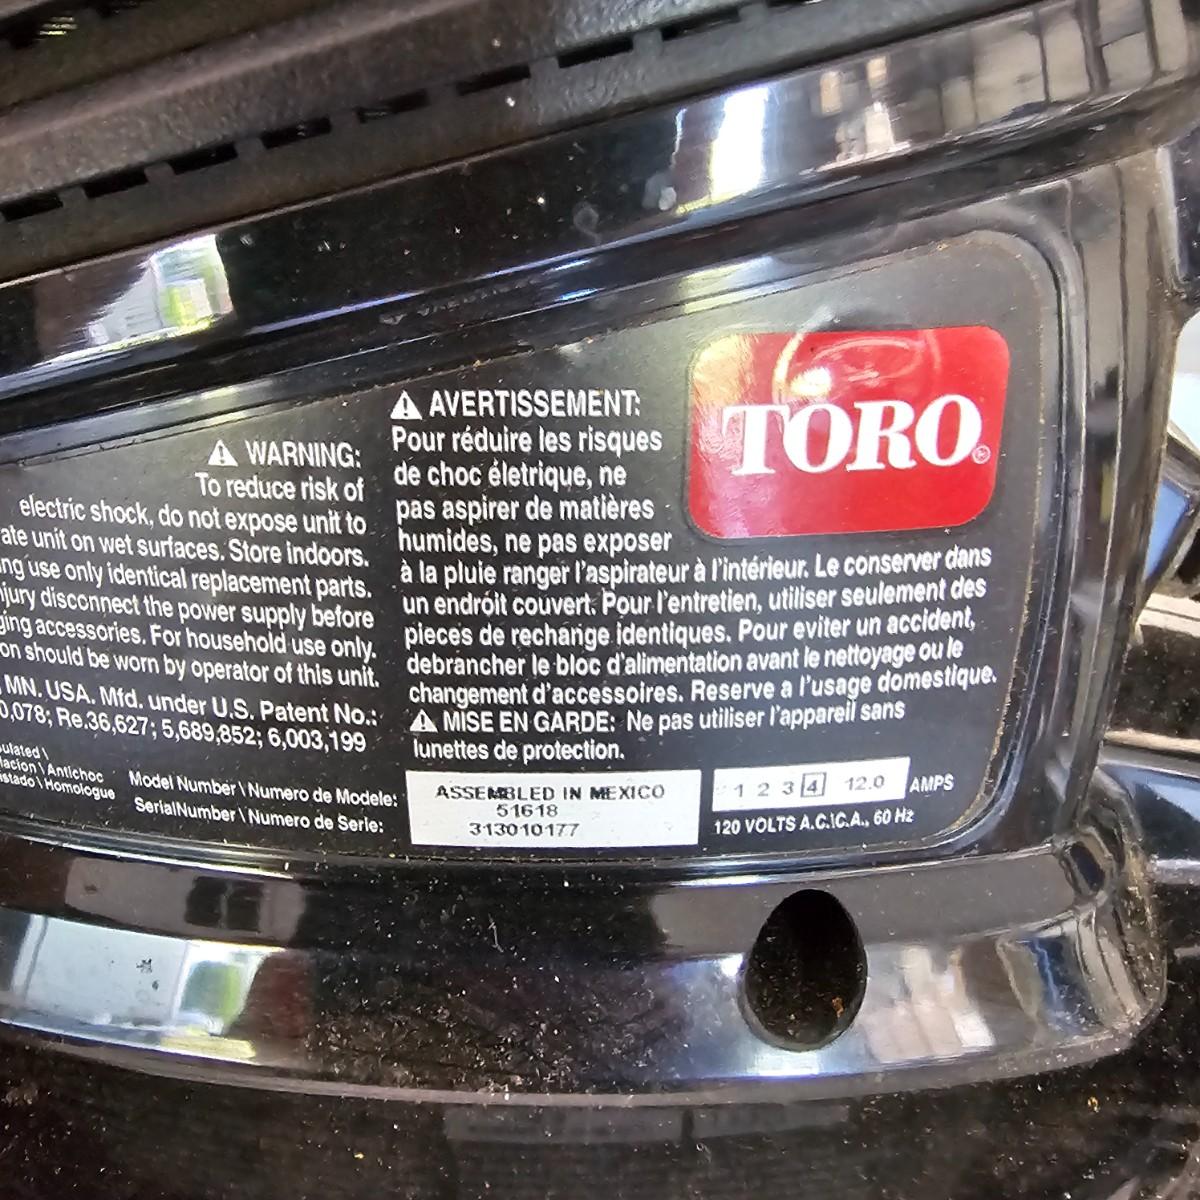 TORO®
⚠ WARNING:
To reduce risk of
electric shock, do not expose unit to
unit on wet surfaces. Store indoors.
use only identical replacement parts.
disconnect the power supply before
accessories. For household use only.
should be worn by operator of this unit.
MN. USA. Mfd. under U.S. Patent No.:
0,078; Re.36,627; 5,689,852; 6,003,199
⚠ AVERTISSEMENT:
Pour réduire les risques
de choc életrique, ne
pas aspirer de matières
humides, ne pas exposer
à la pluie ranger l'aspirateur à l'intérieur. Le conserver dans
un endróit couvert. Pour l'entretien, utiliser seulement des
pieces de rechange identiques. Pour eviter un accident,
debrancher le bloc d'alimentation avant le nettoyage ou le
changement d'accessoires. Reserve a l'usage domestique.
⚠ MISE EN GARDE: Ne pas utiliser l'appareil sans
lunettes de protection.
\ Antichoc
\ Homologue
Model Number \ Numero de Modele:
SerialNumber \ Numero de Serie:
ASSEMBLED IN MEXICO
51618
313010177
1 2 3 4 12.0 AMPS
120 VOLTS A.C.\C.A., 60 Hz